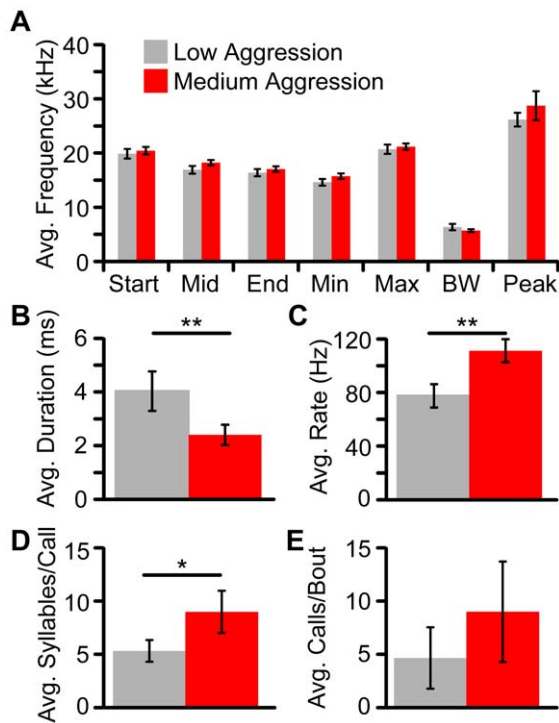 A
Avg. Frequency (kHz)
40
30
20
10
0
Low Aggression
Medium Aggression
Start Mid End Min Max BW Peak
B
Avg. Duration (ms)
6
4
2
0
**
C
Avg. Rate (Hz)
120
80
40
0
**
D
Avg. Syllables/Call
15
10
5
0
*
E
Avg. Calls/Bout
15
10
5
0